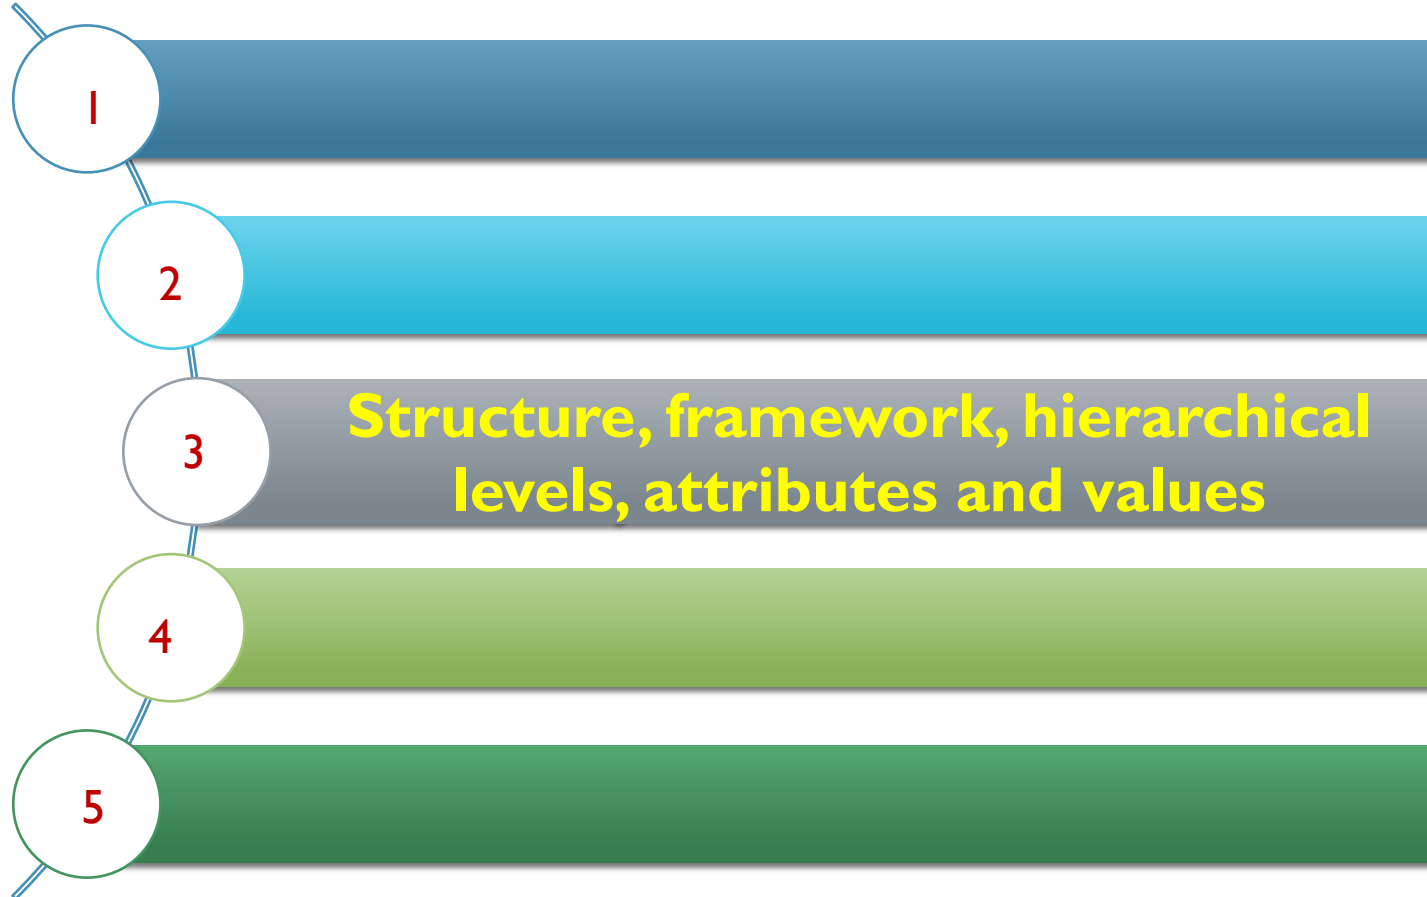 1
2
3
Structure, framework, hierarchical
levels, attributes and values
4
5